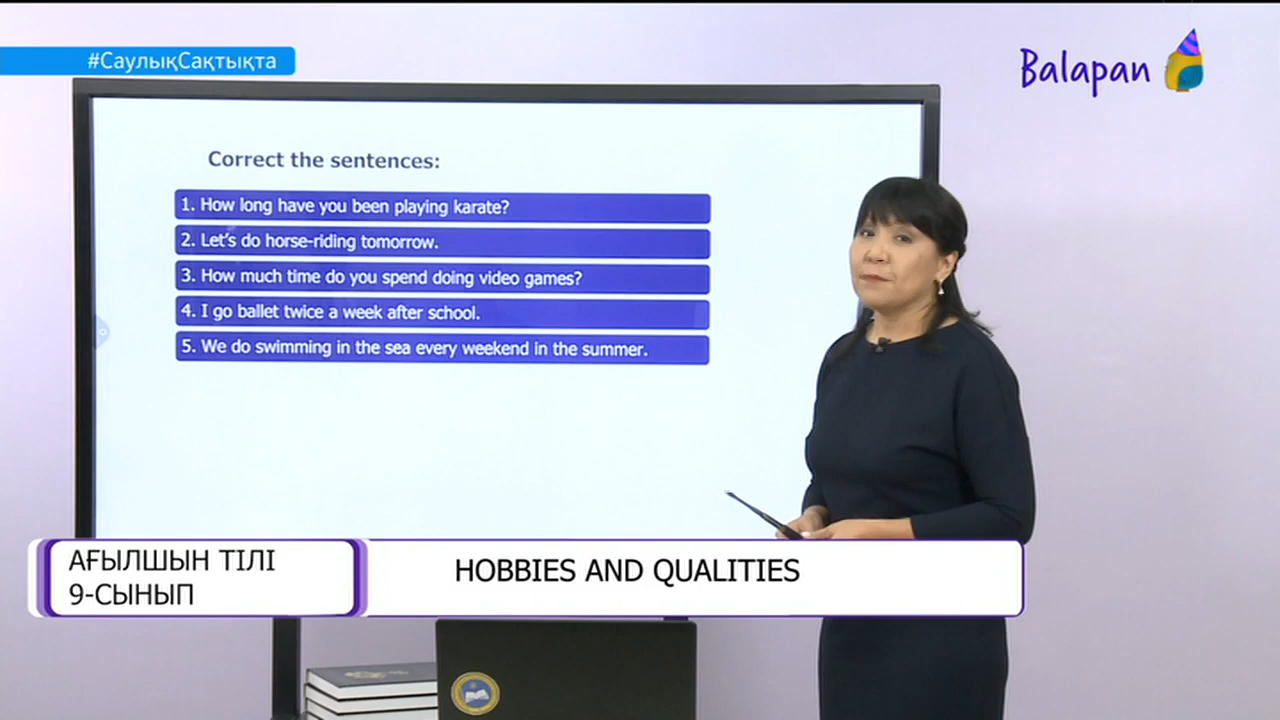 #СаулықСақтықта
Balapan
Correct the sentences:
1. How long have you been playing karate?
2. Let's do horse-riding tomorrow.
3. How much time do you spend doing video games?
4. I go ballet twice a week after school.
5. We do swimming in the sea every weekend in the summer.
АҒЫЛШЫН ТІЛІ
9-СЫНЫП
HOBBIES AND QUALITIES